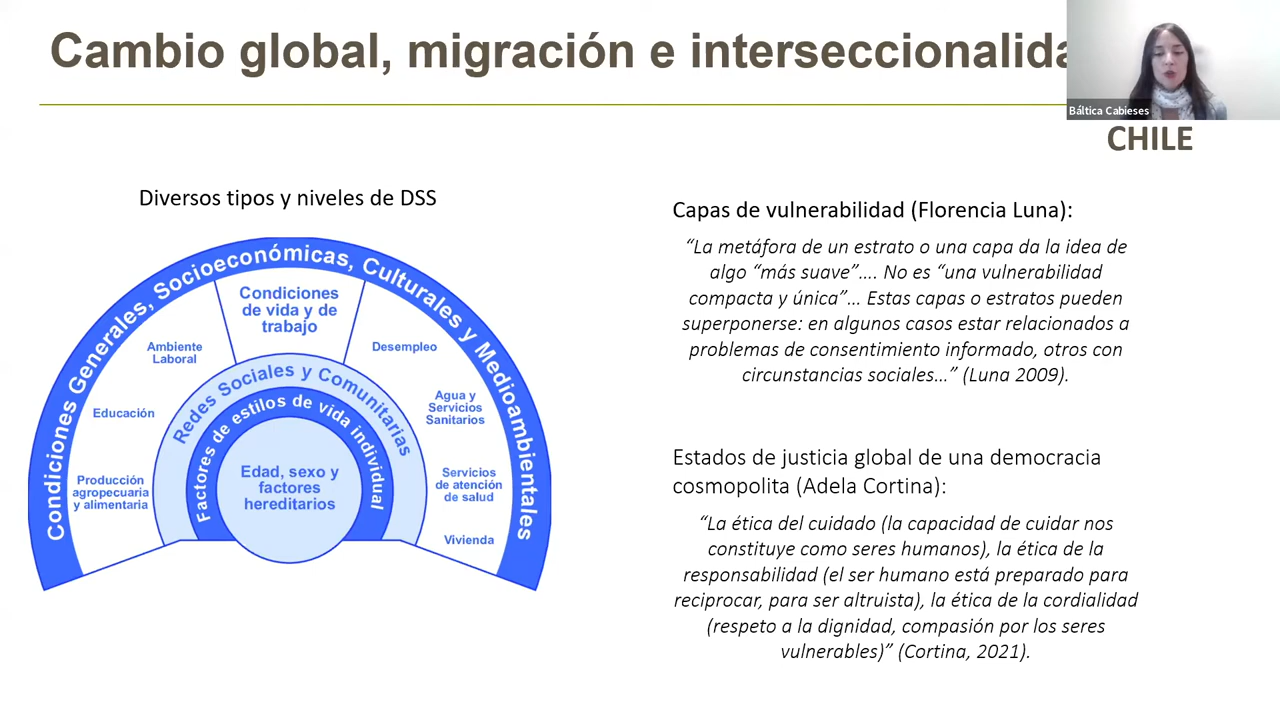 Cambio global, migración e interseccionalida
Báltica Cabieses
CHILE
Diversos tipos y niveles de DSS
Condiciones Generales, Socioeconómicas, Culturales y Medioambientales
Condiciones
de vida y de
trabajo
Ambiente
Laboral
Desempleo
Redes Sociales y Comunitarias
Educación
Agua y
Servicios
Sanitarios
Factores de estilos de vida individual
Producción
agropecuaria
y alimentaria
Edad, sexo y
factores
hereditarios
Servicios
de atención
de salud
Vivienda
Capas de vulnerabilidad (Florencia Luna):
“La metáfora de un estrato o una capa da la idea de
algo “más suave”…. No es “una vulnerabilidad
compacta y única”… Estas capas o estratos pueden
superponerse: en algunos casos estar relacionados a
problemas de consentimiento informado, otros con
circunstancias sociales…” (Luna 2009).
Estados de justicia global de una democracia
cosmopolita (Adela Cortina):
“La ética del cuidado (la capacidad de cuidar nos
constituye como seres humanos), la ética de la
responsabilidad (el ser humano está preparado para
reciprocar, para ser altruista), la ética de la cordialidad
(respeto a la dignidad, compasión por los seres
vulnerables)” (Cortina, 2021).